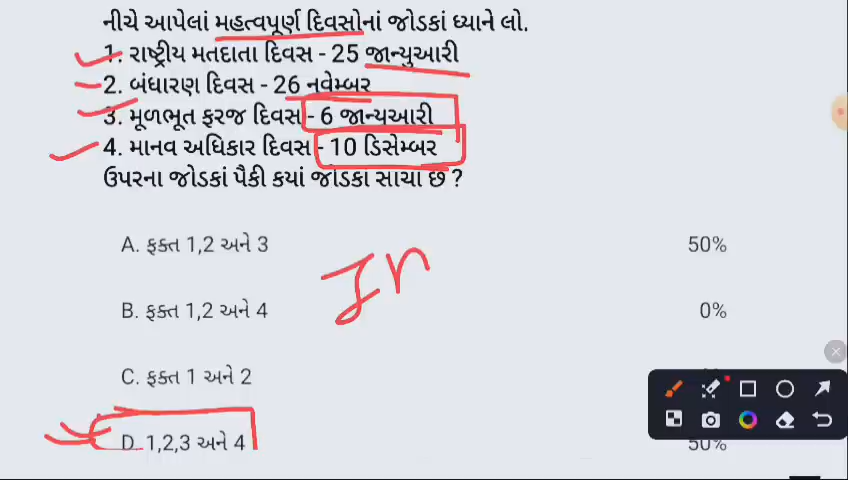 નીચે આપેલાં મહત્વપૂર્ણ દિવસોનાં જોડકાં ધ્યાને લો.
1. રાષ્ટ્રીય મતદાતા દિવસ - 25 જાન્યુઆરી
2. બંધારણ દિવસ - 26 નવેમ્બર
3. મૂળભૂત ફરજ દિવસ - 6 જાન્યઆરી
4. માનવ અધિકાર દિવસ - 10 ડિસેમ્બર
ઉપરના જોડકાં પૈકી કયાં જોડકા સાચા છે ?
A. ફક્ત 1,2 અને 3 50%
B. ફક્ત 1,2 અને 4 0%
In
C. ફક્ત 1 અને 2
D. 1,2,3 અને 4 50%